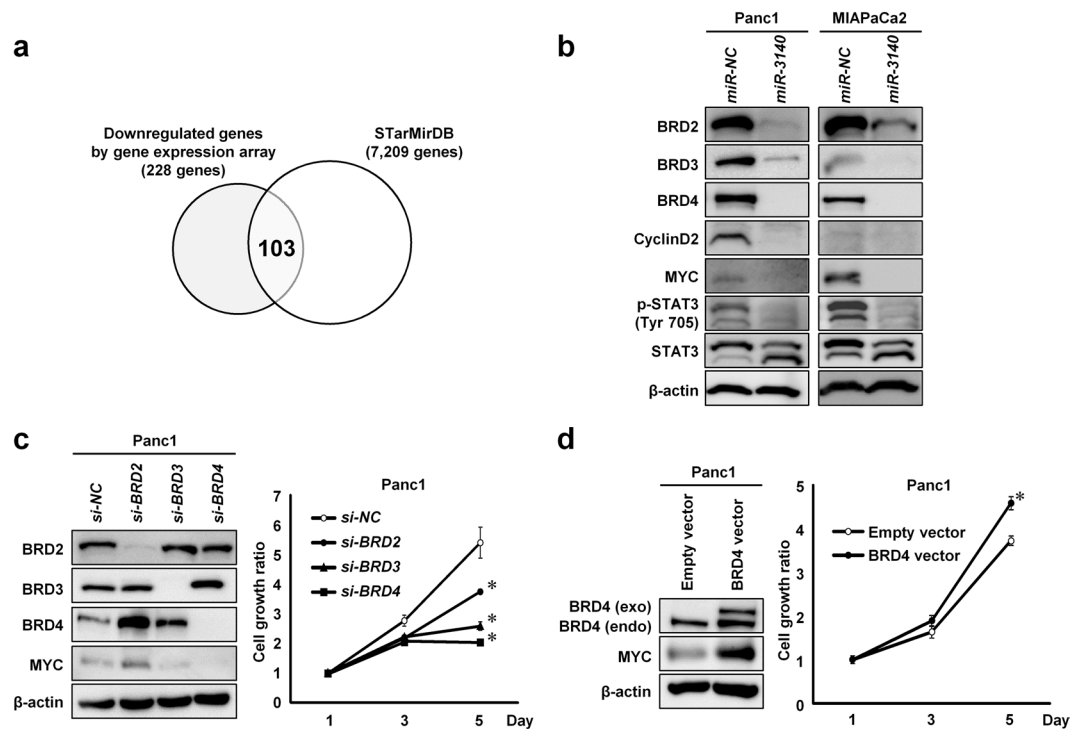 a
Downregulated genes
by gene expression array
(228 genes)
STarMirDB
(7,209 genes)
103
b
Panc1
MIAPaCa2
miR-NC
miR-3140
miR-NC
miR-3140
BRD2
BRD3
BRD4
CyclinD2
MYC
p-STAT3
(Tyr 705)
STAT3
β-actin
c
Panc1
si-NC
si-BRD2
si-BRD3
si-BRD4
BRD2
BRD3
BRD4
MYC
β-actin
Panc1
Cell growth ratio
7
6
5
4
3
2
1
0
si-NC
si-BRD2
si-BRD3
si-BRD4
*
*
*
1 3 5 Day
d
Panc1
Empty vector
BRD4 vector
BRD4 (exo)
BRD4 (endo)
MYC
β-actin
Panc1
Cell growth ratio
5
4
3
2
1
0
Empty vector
BRD4 vector
*
1 3 5 Day